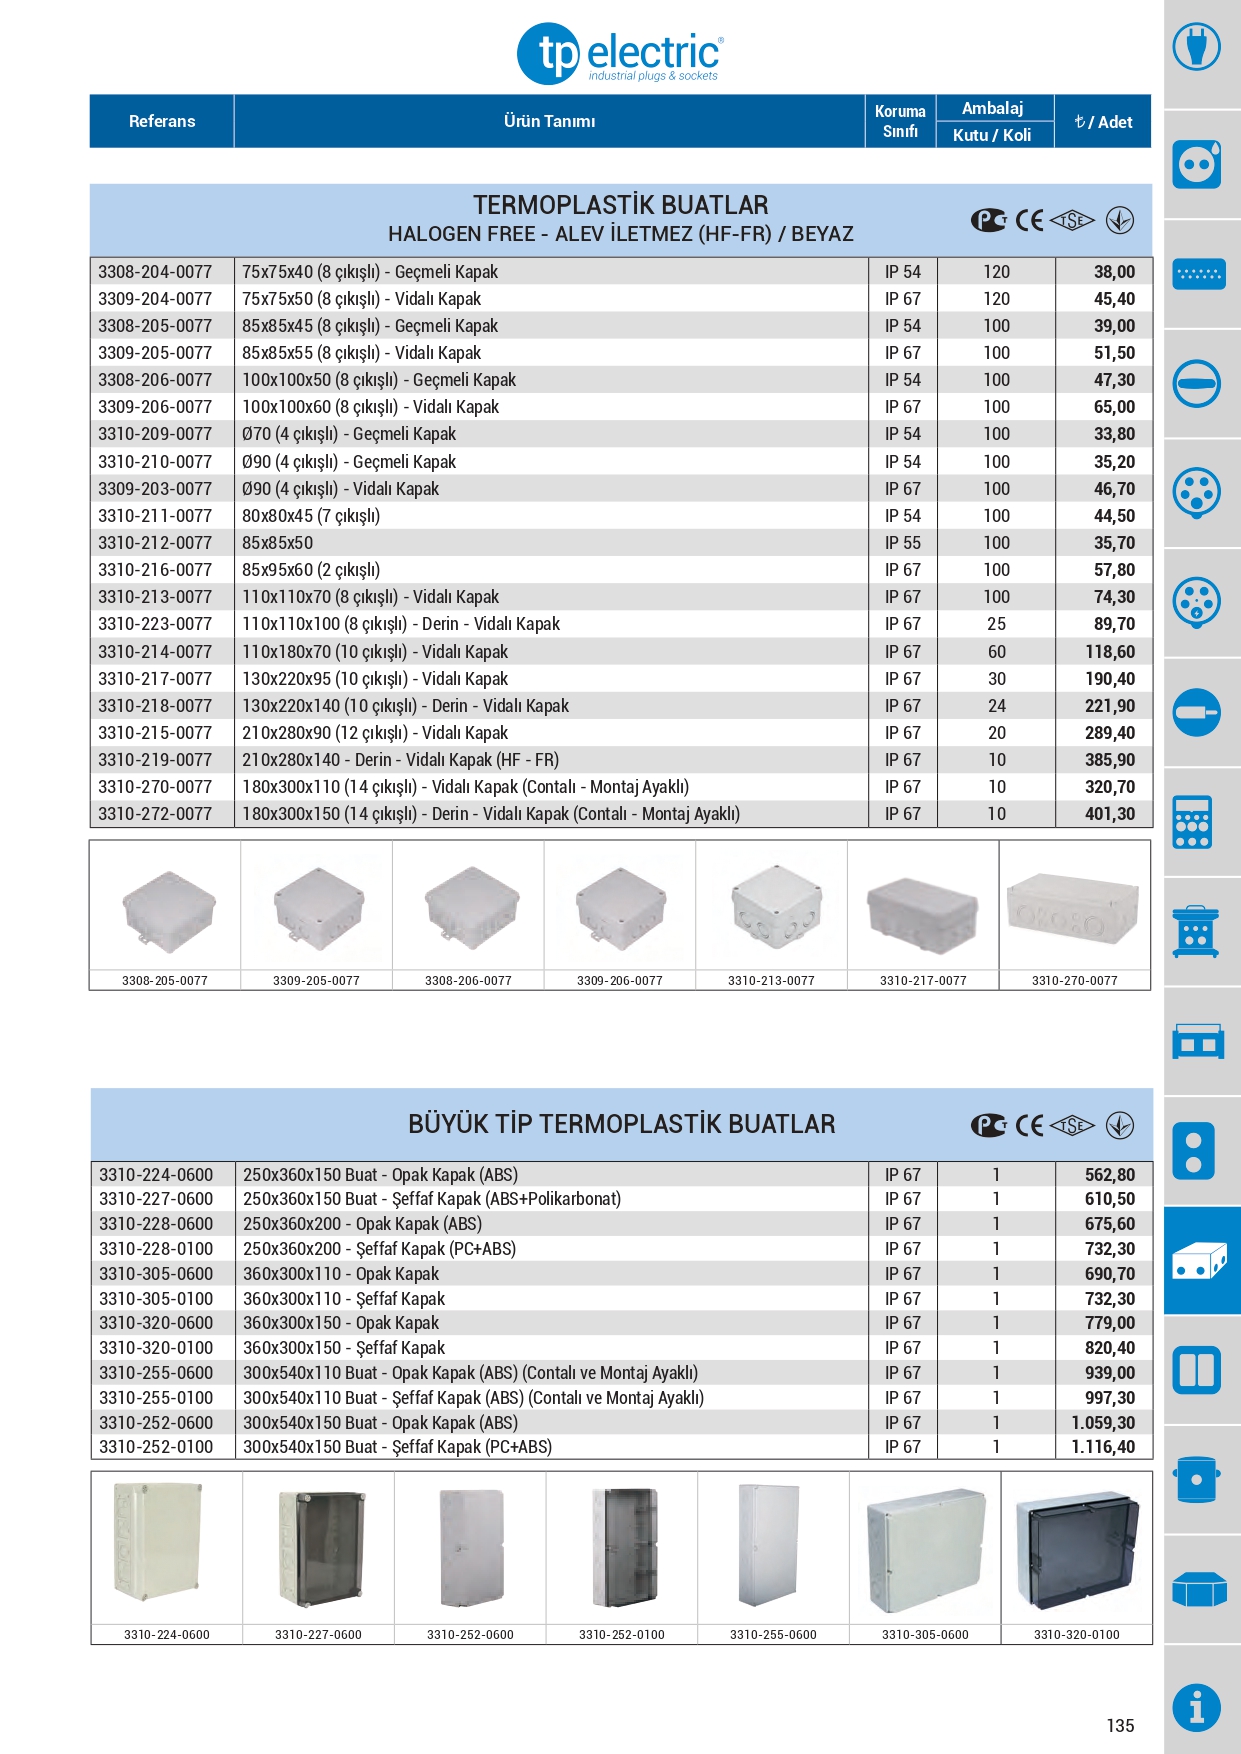 tp electric®
industrial plugs & sockets
Referans Ürün Tanımı Koruma Sınıfı Ambalaj Kutu / Koli ₺ / Adet
TERMOPLASTİK BUATLAR
HALOGEN FREE - ALEV İLETMEZ (HF-FR) / BEYAZ
3308-204-0077 75x75x40 (8 çıkışlı) - Geçmeli Kapak IP 54 120 38,00
3309-204-0077 75x75x50 (8 çıkışlı) - Vidalı Kapak IP 67 120 45,40
3308-205-0077 85x85x45 (8 çıkışlı) - Geçmeli Kapak IP 54 100 39,00
3309-205-0077 85x85x55 (8 çıkışlı) - Vidalı Kapak IP 67 100 51,50
3308-206-0077 100x100x50 (8 çıkışlı) - Geçmeli Kapak IP 54 100 47,30
3309-206-0077 100x100x60 (8 çıkışlı) - Vidalı Kapak IP 67 100 65,00
3310-209-0077 Ø70 (4 çıkışlı) - Geçmeli Kapak IP 54 100 33,80
3310-210-0077 Ø90 (4 çıkışlı) - Geçmeli Kapak IP 54 100 35,20
3309-203-0077 Ø90 (4 çıkışlı) - Vidalı Kapak IP 67 100 46,70
3310-211-0077 80x80x45 (7 çıkışlı) IP 54 100 44,50
3310-212-0077 85x85x50 IP 55 100 35,70
3310-216-0077 85x95x60 (2 çıkışlı) IP 67 100 57,80
3310-213-0077 110x110x70 (8 çıkışlı) - Vidalı Kapak IP 67 100 74,30
3310-223-0077 110x110x100 (8 çıkışlı) - Derin - Vidalı Kapak IP 67 25 89,70
3310-214-0077 110x180x70 (10 çıkışlı) - Vidalı Kapak IP 67 60 118,60
3310-217-0077 130x220x95 (10 çıkışlı) - Vidalı Kapak IP 67 30 190,40
3310-218-0077 130x220x140 (10 çıkışlı) - Derin - Vidalı Kapak IP 67 24 221,90
3310-215-0077 210x280x90 (12 çıkışlı) - Vidalı Kapak IP 67 20 289,40
3310-219-0077 210x280x140 - Derin - Vidalı Kapak (HF - FR) IP 67 10 385,90
3310-270-0077 180x300x110 (14 çıkışlı) - Vidalı Kapak (Contalı - Montaj Ayaklı) IP 67 10 320,70
3310-272-0077 180x300x150 (14 çıkışlı) - Derin - Vidalı Kapak (Contalı - Montaj Ayaklı) IP 67 10 401,30
3308-205-0077 3309-205-0077 3308-206-0077 3309-206-0077 3310-213-0077 3310-217-0077 3310-270-0077
BÜYÜK TİP TERMOPLASTİK BUATLAR
3310-224-0600 250x360x150 Buat - Opak Kapak (ABS) IP 67 1 562,80
3310-227-0600 250x360x150 Buat - Şeffaf Kapak (ABS+Polikarbonat) IP 67 1 610,50
3310-228-0600 250x360x200 - Opak Kapak (ABS) IP 67 1 675,60
3310-228-0100 250x360x200 - Şeffaf Kapak (PC+ABS) IP 67 1 732,30
3310-305-0600 360x300x110 - Opak Kapak IP 67 1 690,70
3310-305-0100 360x300x110 - Şeffaf Kapak IP 67 1 732,30
3310-320-0600 360x300x150 - Opak Kapak IP 67 1 779,00
3310-320-0100 360x300x150 - Şeffaf Kapak IP 67 1 820,40
3310-255-0600 300x540x110 Buat - Opak Kapak (ABS) (Contalı ve Montaj Ayaklı) IP 67 1 939,00
3310-255-0100 300x540x110 Buat - Şeffaf Kapak (ABS) (Contalı ve Montaj Ayaklı) IP 67 1 997,30
3310-252-0600 300x540x150 Buat - Opak Kapak (ABS) IP 67 1 1.059,30
3310-252-0100 300x540x150 Buat - Şeffaf Kapak (PC+ABS) IP 67 1 1.116,40
3310-224-0600 3310-227-0600 3310-252-0600 3310-252-0100 3310-255-0600 3310-305-0600 3310-320-0100
135